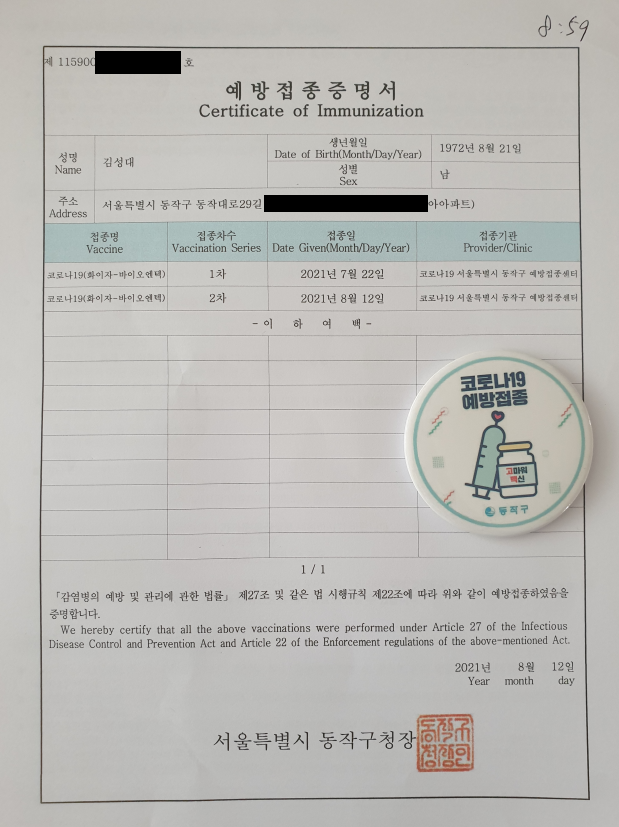 8:59
제 115900 호
예방접종증명서
Certificate of Immunization
성명
Name
김성대
생년월일
Date of Birth(Month/Day/Year)
1972년 8월 21일
성별
Sex
남
주소
Address
서울특별시 동작구 동작대로29길 아아파트)
접종명
Vaccine
접종차수
Vaccination Series
접종일
Date Given(Month/Day/Year)
접종기관
Provider/Clinic
코로나19(화이자-바이오엔텍) 1차 2021년 7월 22일 코로나19 서울특별시 동작구 예방접종센터
코로나19(화이자-바이오엔텍) 2차 2021년 8월 12일 코로나19 서울특별시 동작구 예방접종센터
- 이 하 여 백 -
코로나19
예방접종
고마워
백신
동작구
1 / 1
「감염병의 예방 및 관리에 관한 법률」 제27조 및 같은 법 시행규칙 제22조에 따라 위와 같이 예방접종하였음을
증명합니다.
We hereby certify that all the above vaccinations were performed under Article 27 of the Infectious
Disease Control and Prevention Act and Article 22 of the Enforcement regulations of the above-mentioned Act.
2021년 8월 12일
Year month day
서울특별시 동작구청장